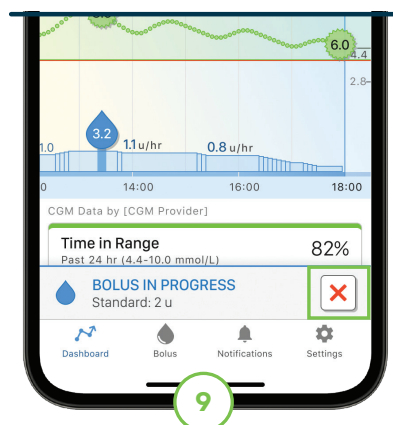 6.0
4.4
2.8
3.2
1.0
1.1 u/hr
0.8 u/hr
0 14:00 16:00 18:00
CGM Data by [CGM Provider]
Time in Range
82%
Past 24 hr (4.4-10.0 mmol/L)
BOLUS IN PROGRESS
Standard: 2 u
Dashboard Bolus Notifications Settings
9